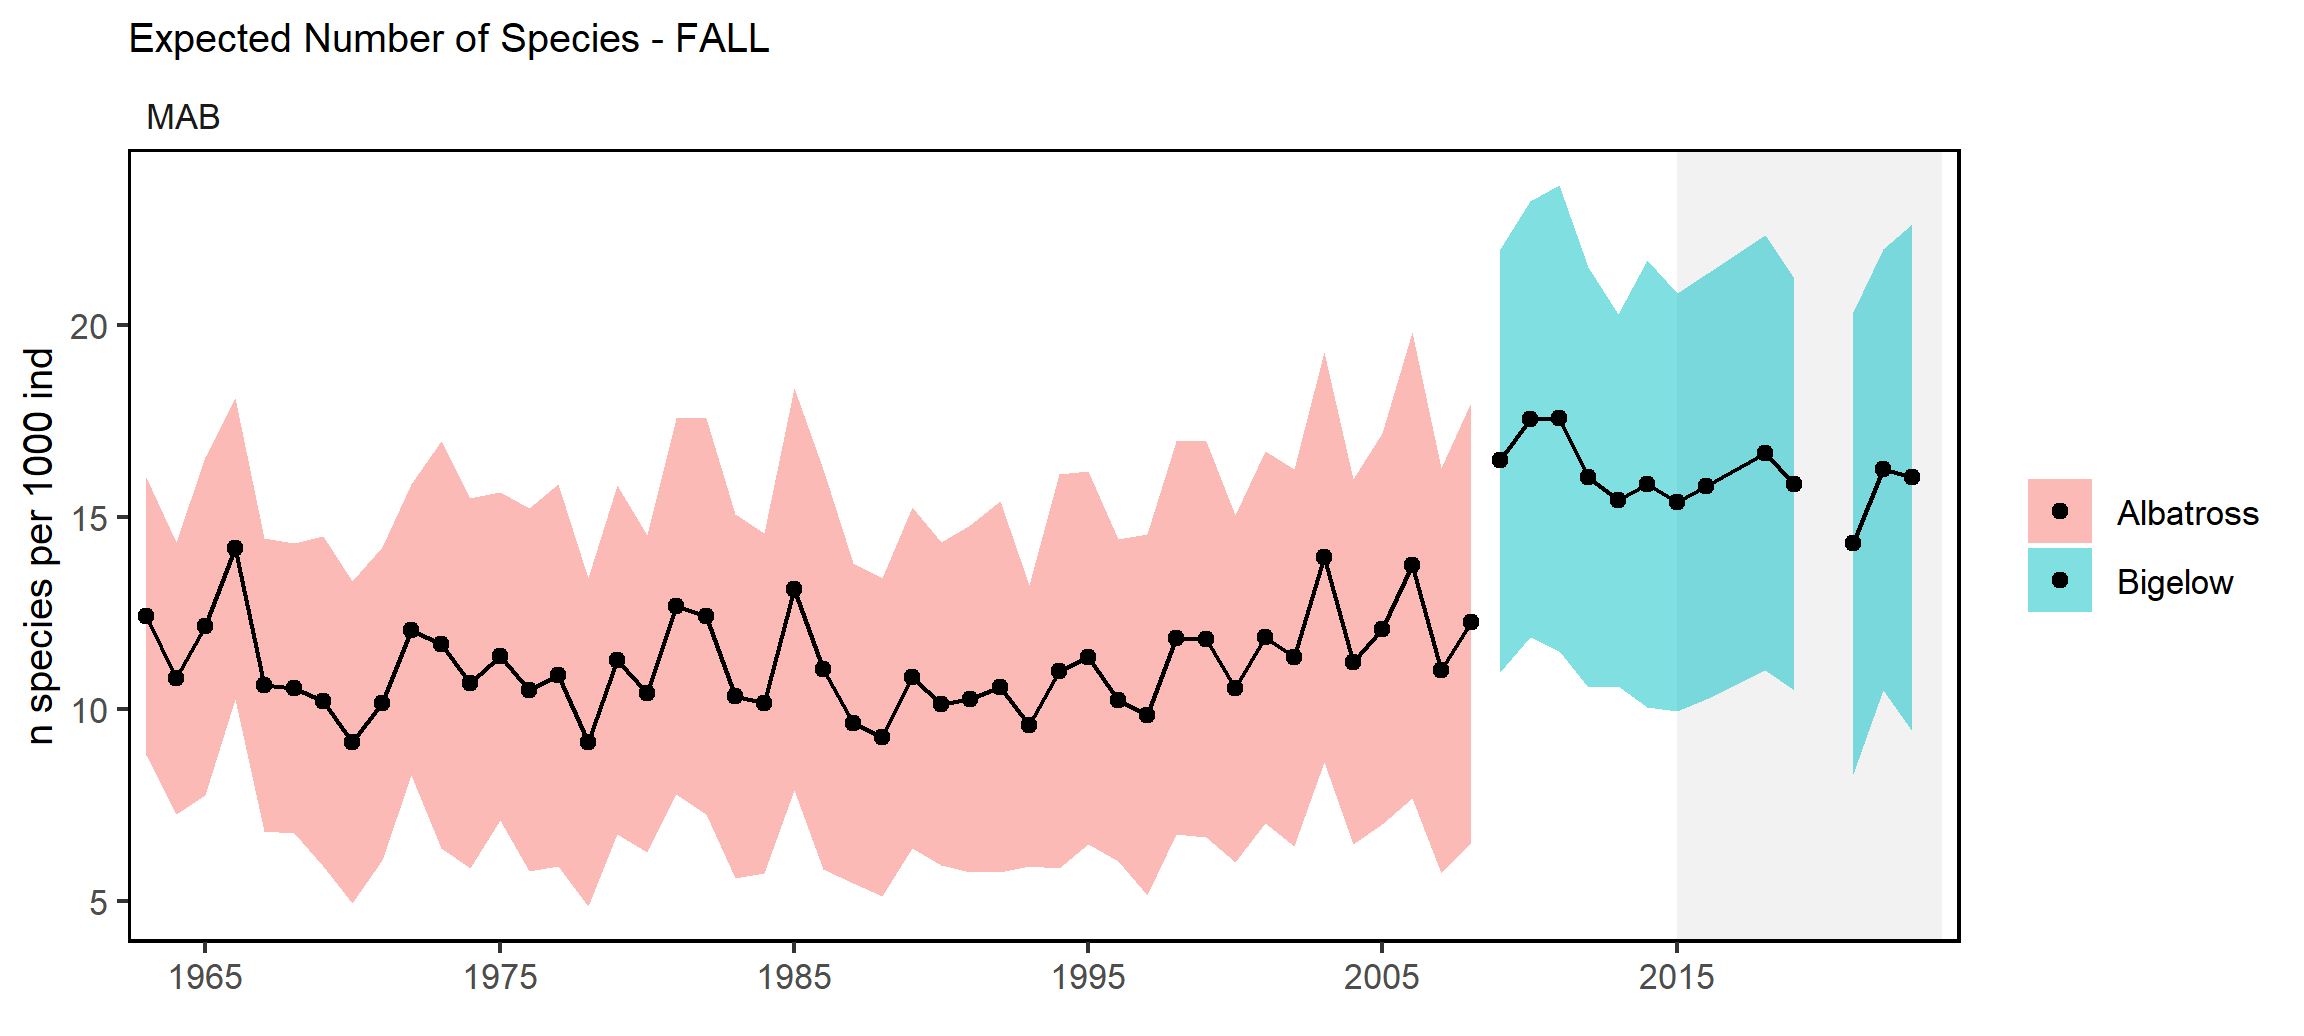 Expected Number of Species - FALL
MAB
n species per 1000 ind
20
15
10
5
1965
1975
1985
1995
2005
2015
Albatross
Bigelow